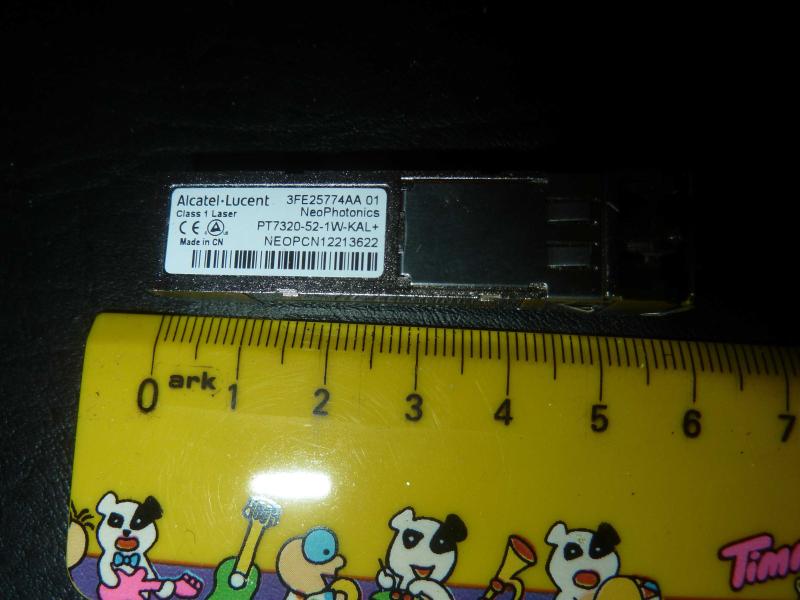 Alcatel·Lucent 3FE25774AA 01
Class 1 Laser NeoPhotonics
CE PT7320-52-1W-KAL+
Made in CN NEOPCN12213622
0 ark 1 2 3 4 5 6 7